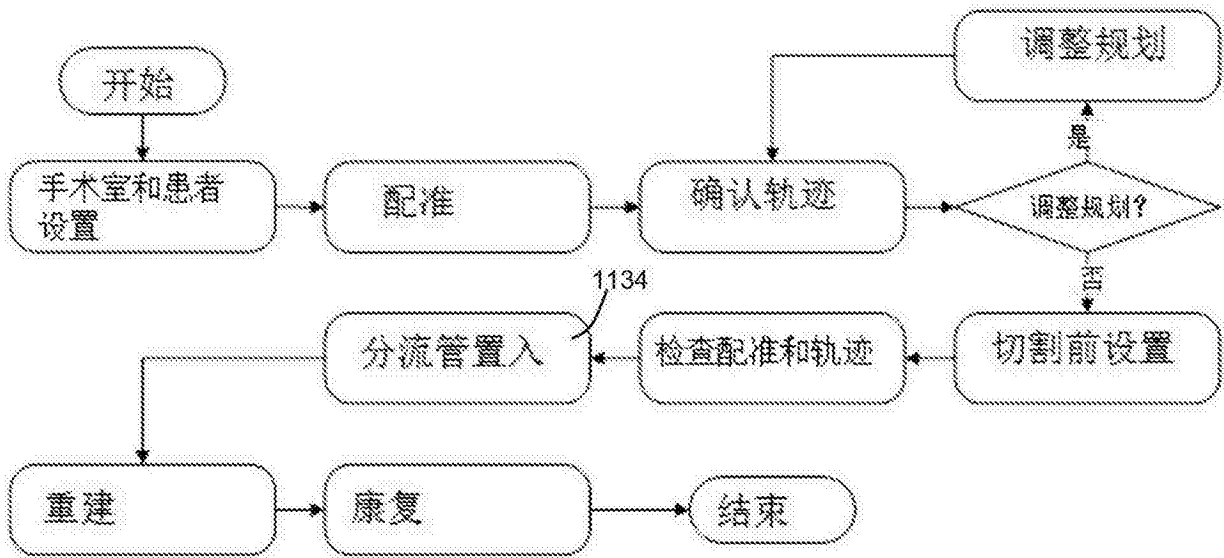 开始
手术室和患者
设置
配准
确认轨迹
调整规划
是
调整规划?
否
切割前设置
检查配准和轨迹
1134
分流管置入
重建
康复
结束